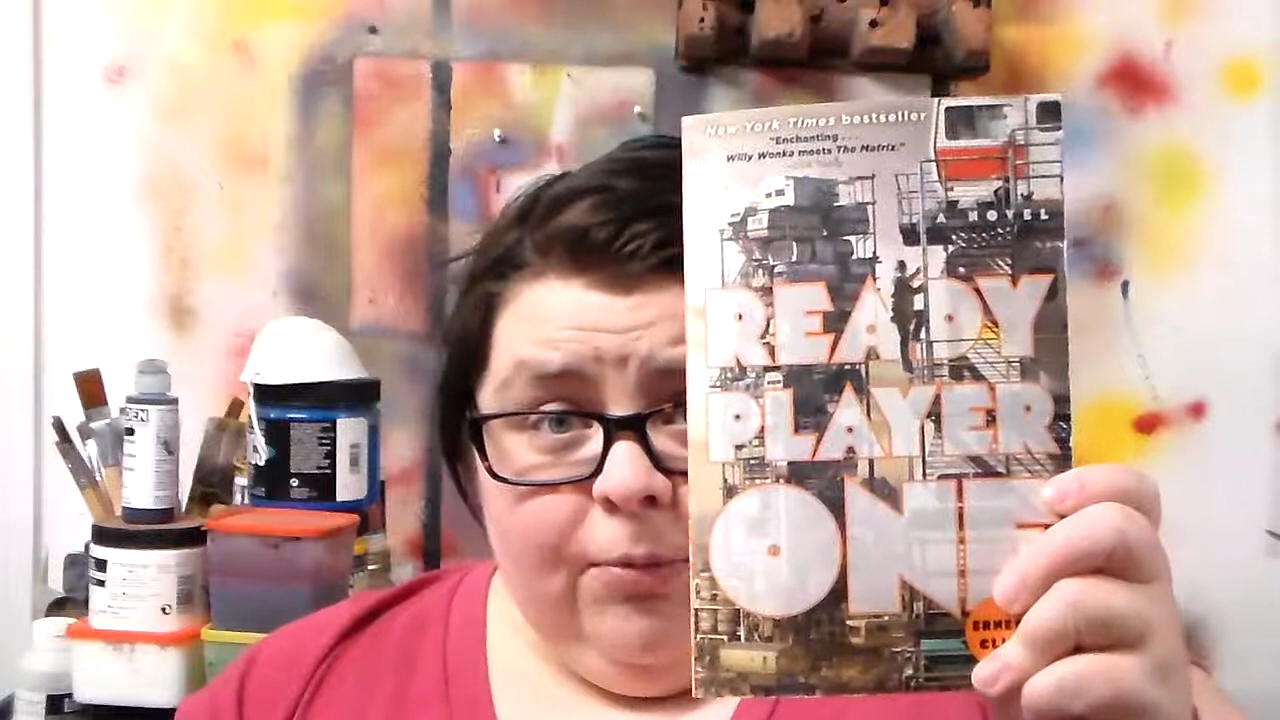 New York Times bestseller
"Enchanting . . .
Willy Wonka meets The Matrix."
A NOVEL
READY
PLAYER
ONE